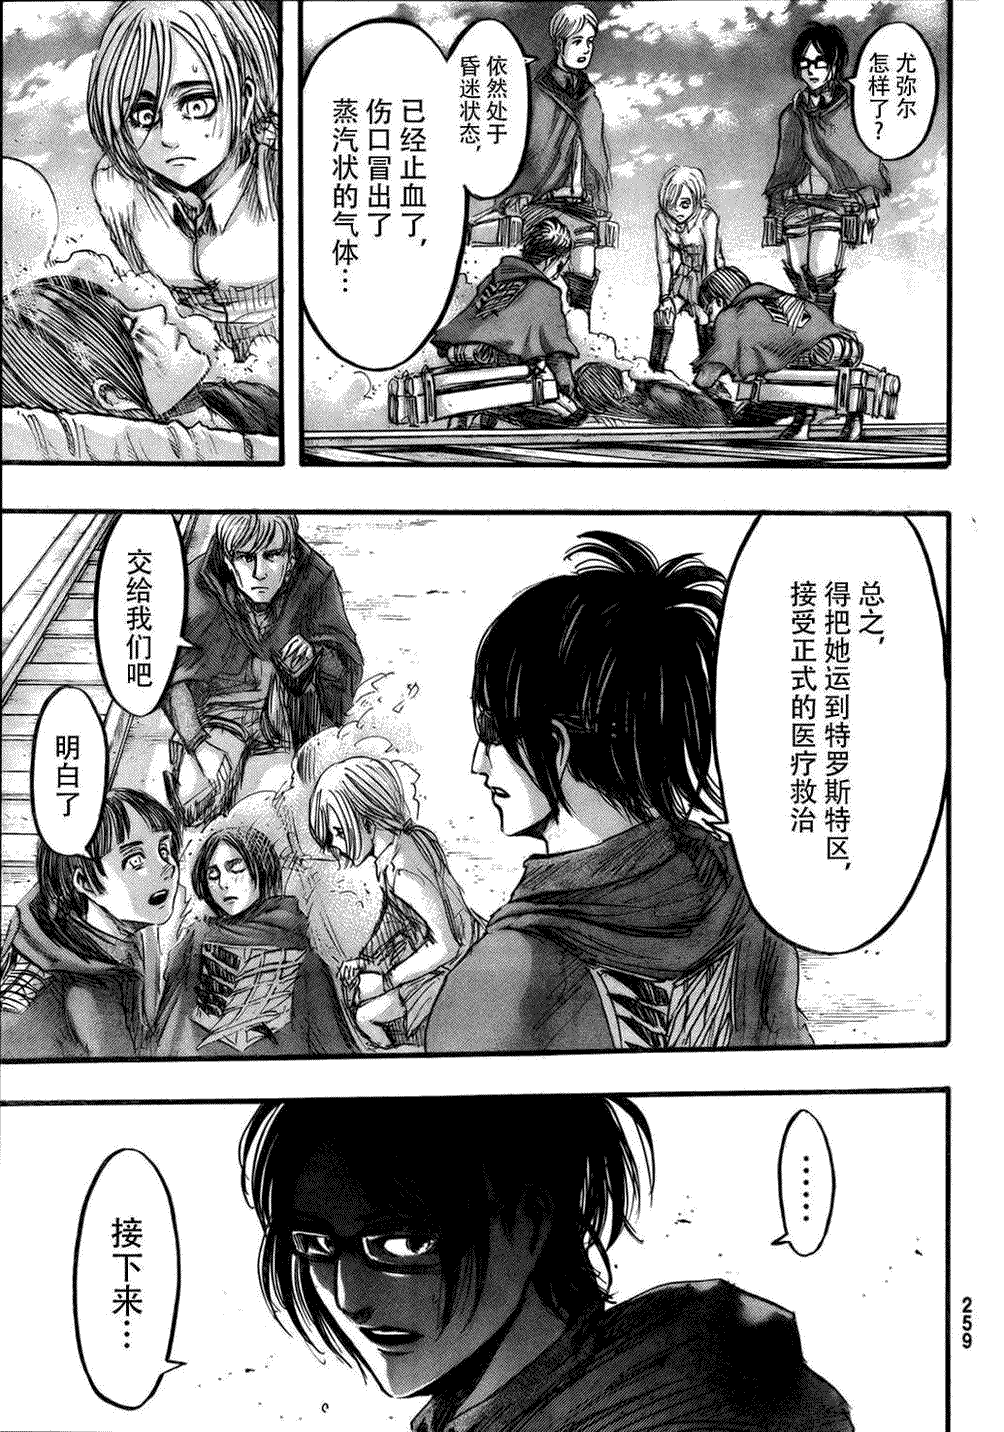 尤弥尔
怎样了?
依然处于
昏迷状态,
已经止血了,
伤口冒出了
蒸汽状的气体…
总之,
得把她运到特罗斯特区,
接受正式的医疗救治
交给我们吧
明白了
……
接下来…
259